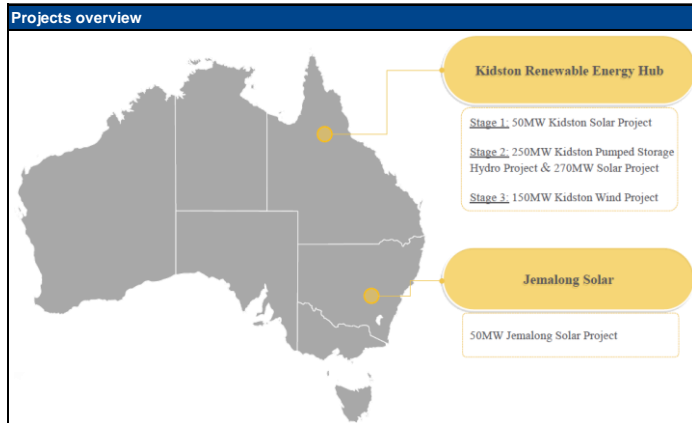 Projects overview
Kidston Renewable Energy Hub
Stage 1: 50MW Kidston Solar Project
Stage 2: 250MW Kidston Pumped Storage
Hydro Project & 270MW Solar Project
Stage 3: 150MW Kidston Wind Project
Jemalong Solar
50MW Jemalong Solar Project